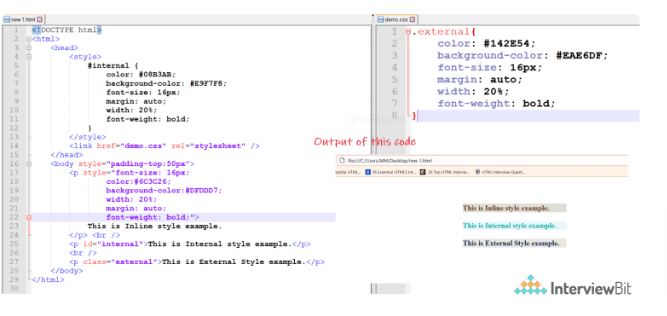 new 1.html
1 <!DOCTYPE html>
2 <html>
3 <head>
4 <style>
5 #internal {
6 color: #08B3AB;
7 background-color: #E9F7F8;
8 font-size: 16px;
9 margin: auto;
10 width: 20%;
11 font-weight: bold;
12 }
13 </style>
14 <link href="demo.css" rel="stylesheet" />
15 </head>
16 <body style="padding-top:50px">
17 <p style="font-size: 16px;
18 color:#6C3C26;
19 background-color:#DFDDD7;
20 width: 20%;
21 margin: auto;
22 font-weight: bold;">
23 This is Inline style example.
24 </p> <br />
25 <p id="internal">This is Internal style example.</p>
26 <br />
27 <p class="external">This is External Style example.</p>
28 </body>
29 </html>
30
demo.css
1 .external{
2 color: #142E54;
3 background-color: #EAE6DF;
4 font-size: 16px;
5 margin: auto;
6 width: 20%;
7 font-weight: bold;
8 }
Output of this code
file:///C:/Users/MM/Desktop/new 1.html
This is Inline style example.
This is Internal style example.
This is External Style example.
InterviewBit